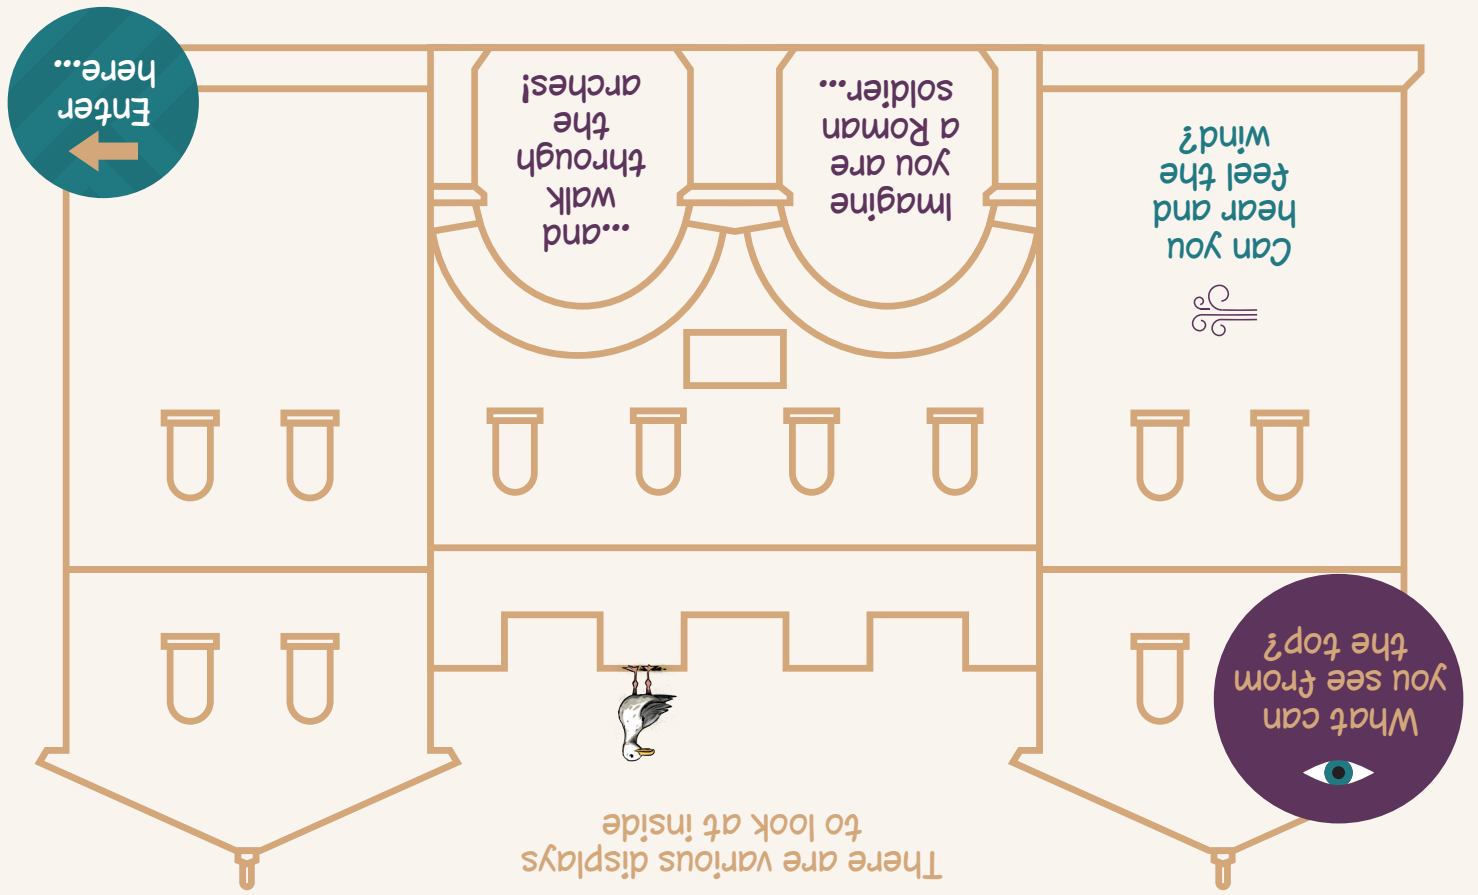 There are various displays
to look at inside
What can
you see from
the top?
Can you
hear and
feel the
wind?
Imagine
you are
a Roman
soldier...
...and
walk
through
the
arches!
Enter
here...